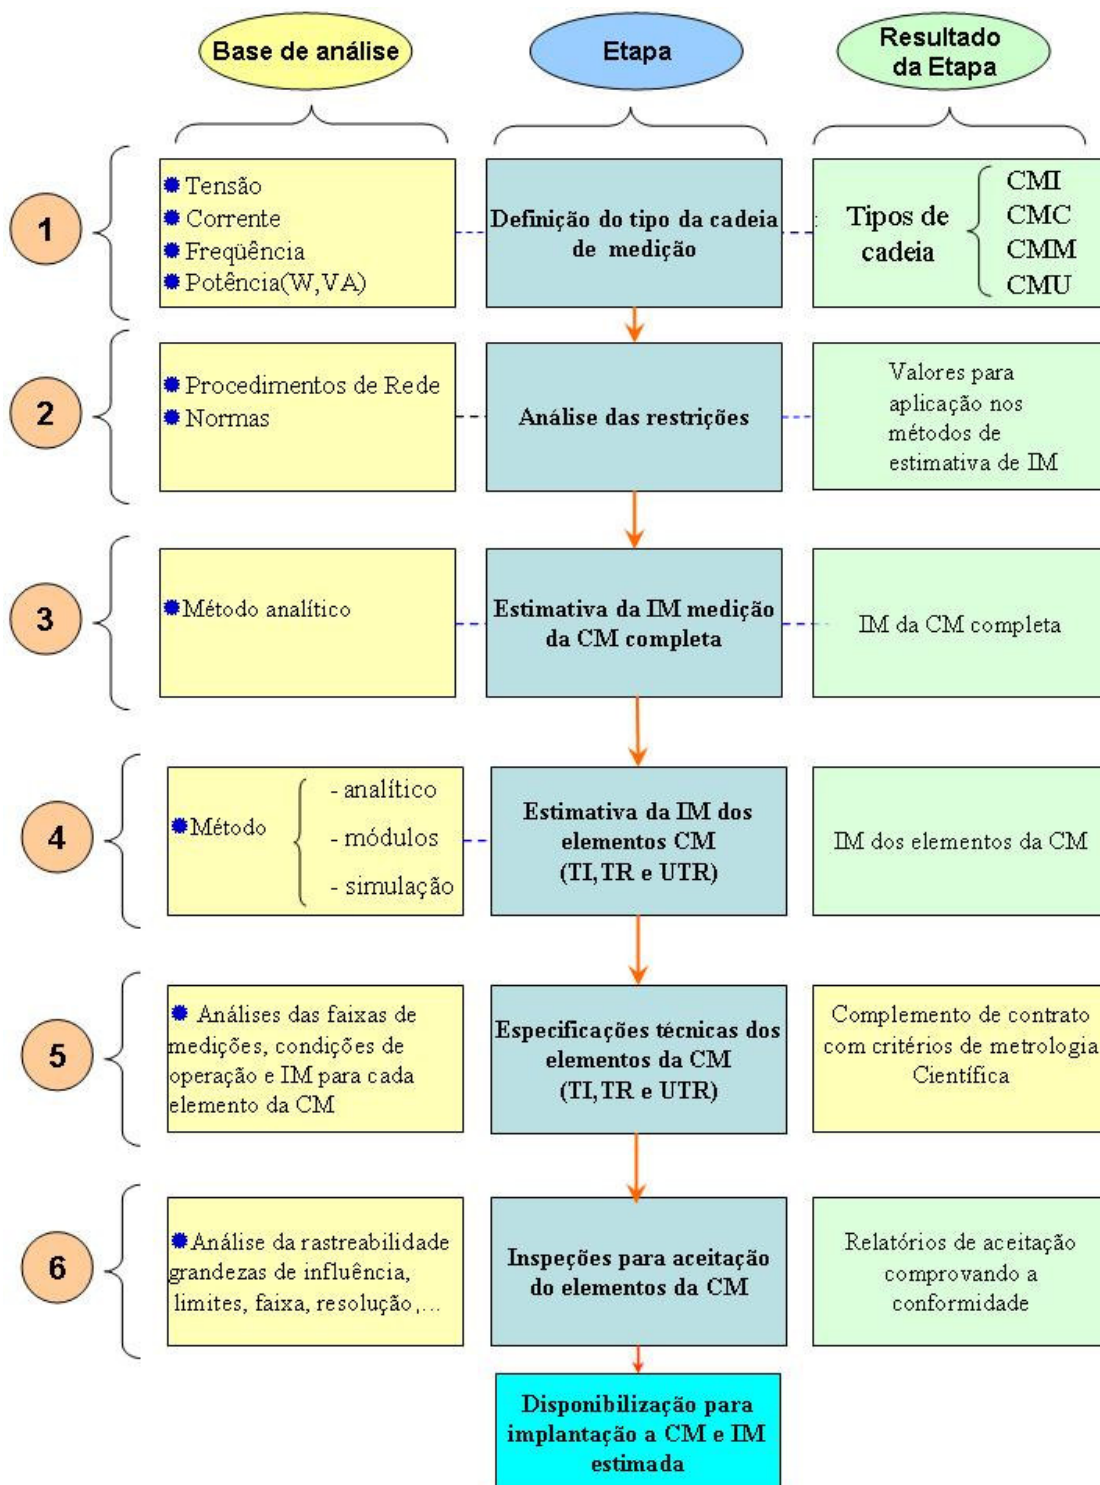 Base de análise
Etapa
Resultado
da Etapa
1
Tensão
Corrente
Freqüência
Potência(W,VA)
Definição do tipo da cadeia
de medição
Tipos de
cadeia
CMI
CMC
CMM
CMU
2
Procedimentos de Rede
Normas
Análise das restrições
Valores para
aplicação nos
métodos de
estimativa de IM
3
Método analítico
Estimativa da IM medição
da CM completa
IM da CM completa
4
Método
- analítico
- módulos
- simulação
Estimativa da IM dos
elementos CM
(TI,TR e UTR)
IM dos elementos da CM
5
Análises das faixas de
medições, condições de
operação e IM para cada
elemento da CM
Especificações técnicas dos
elementos da CM
(TI,TR e UTR)
Complemento de contrato
com critérios de metrologia
Científica
6
Análise da rastreabilidade
grandezas de influência,
limites, faixa, resolução,...
Inspeções para aceitação
do elementos da CM
Relatórios de aceitação
comprovando a
conformidade
Disponibilização para
implantação a CM e IM
estimada